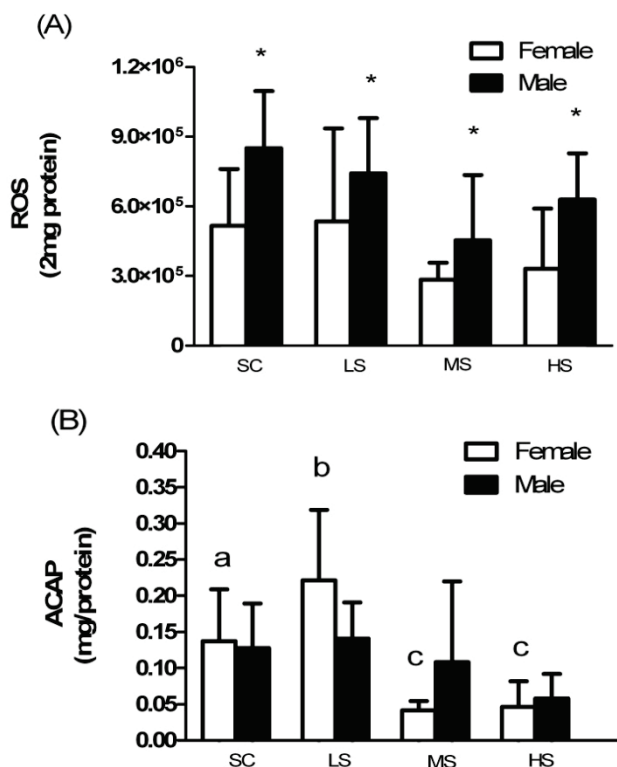 (A)
Female
Male
1.2×10⁶
9.0×10⁵
6.0×10⁵
3.0×10⁵
0
ROS
(2mg protein)
* * * *
SC LS MS HS
(B)
Female
Male
0.40
0.35
0.30
0.25
0.20
0.15
0.10
0.05
0.00
ACAP
(mg/protein)
a b c c
SC LS MS HS